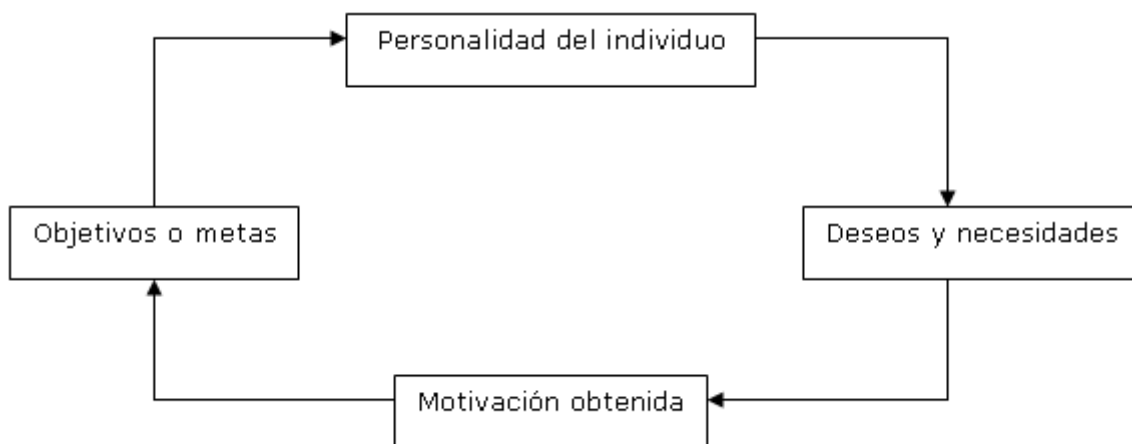 Personalidad del individuo
Objetivos o metas
Deseos y necesidades
Motivación obtenida